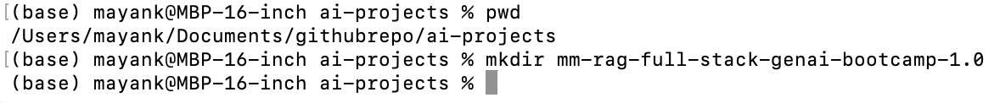 [(base) mayank@MBP-16-inch ai-projects % pwd
/Users/mayank/Documents/githubrepo/ai-projects
[(base) mayank@MBP-16-inch ai-projects % mkdir mm-rag-full-stack-genai-bootcamp-1.0
(base) mayank@MBP-16-inch ai-projects %